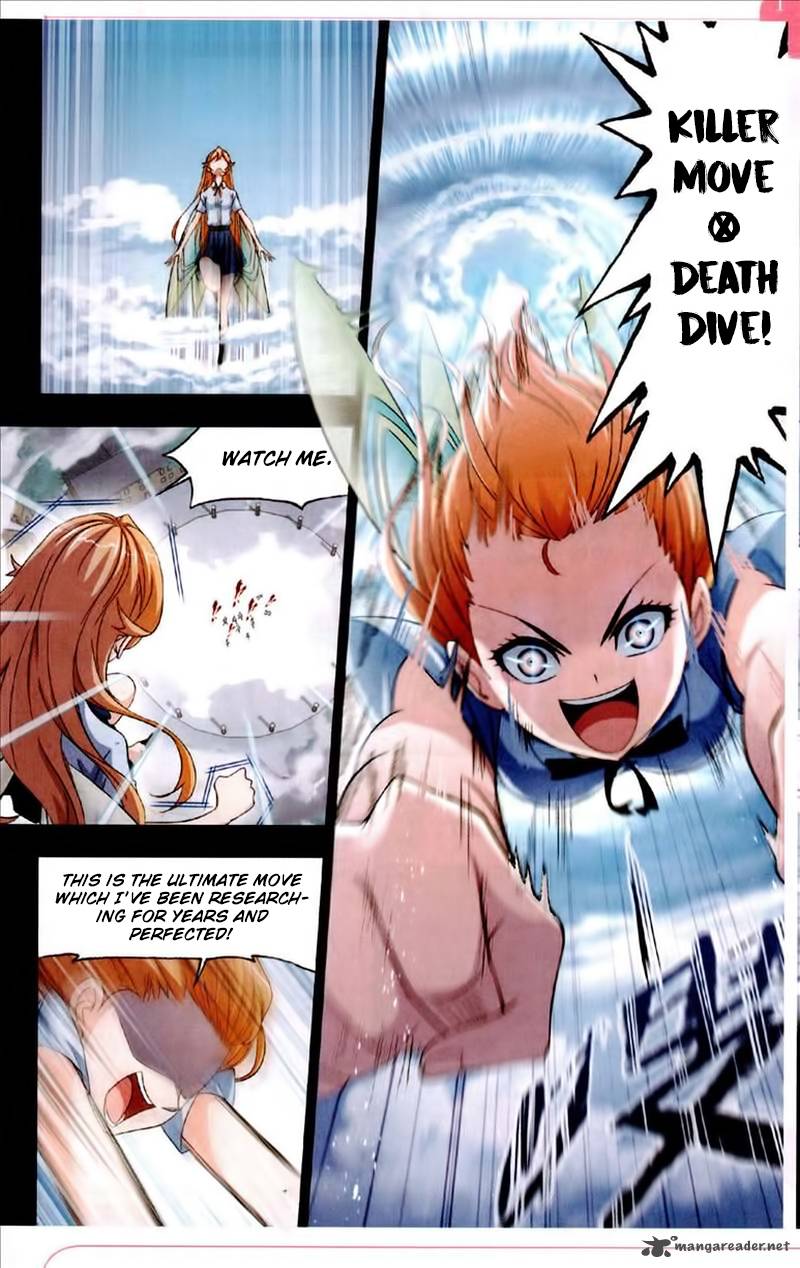 WATCH ME.
THIS IS THE ULTIMATE MOVE
WHICH I'VE BEEN RESEARCH-
ING FOR YEARS AND
PERFECTED!
KILLER
MOVE
DEATH
DIVE!
mangareader.net